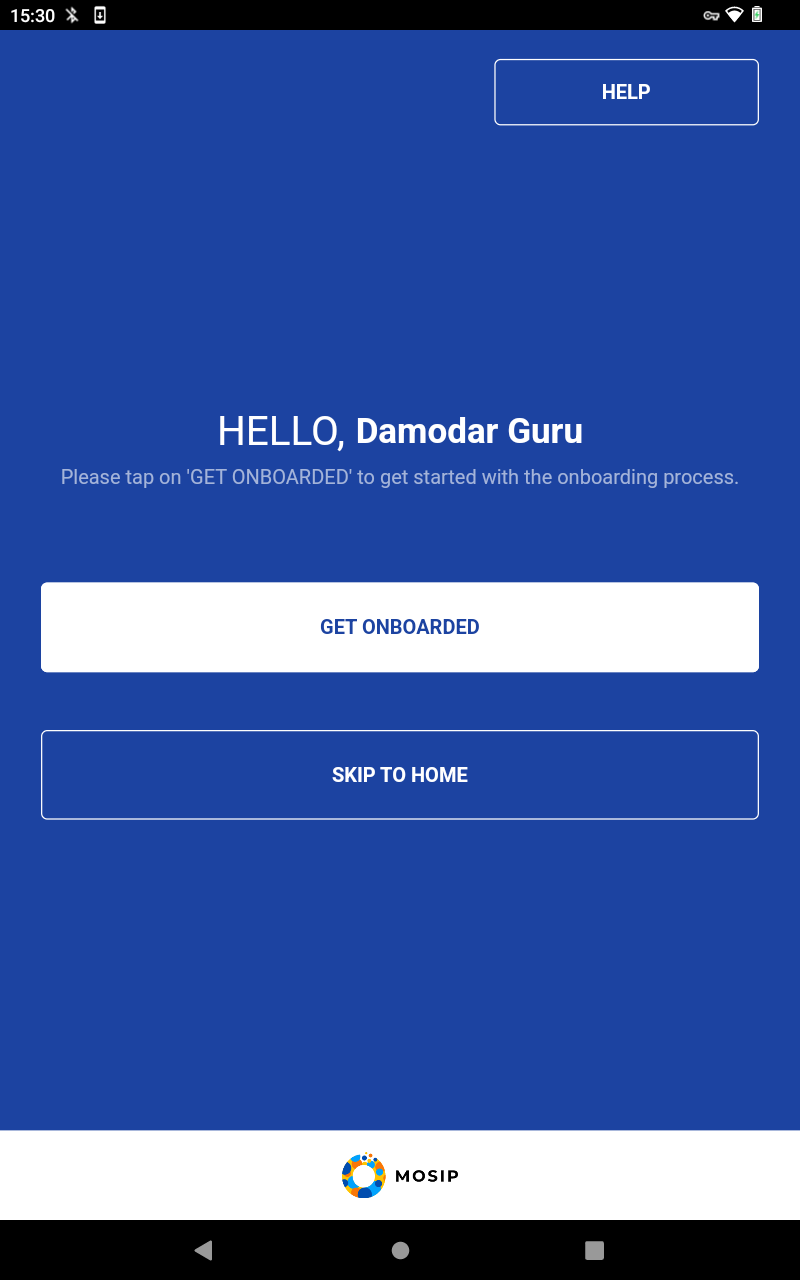 15:30
HELP
HELLO, Damodar Guru
Please tap on 'GET ONBOARDED' to get started with the onboarding process.
GET ONBOARDED
SKIP TO HOME
MOSIP